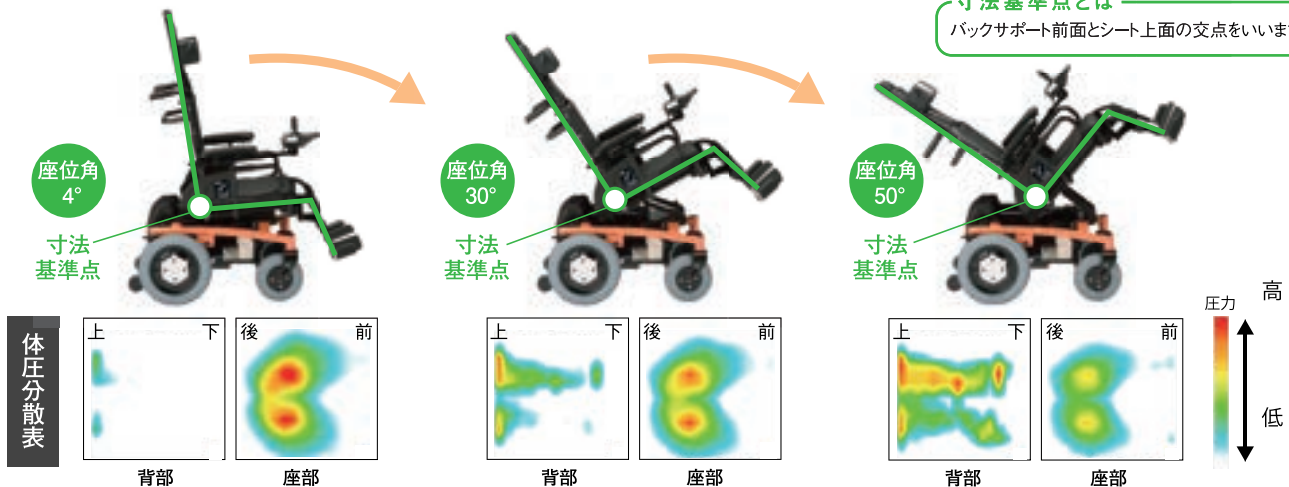 寸法基準点とは
バックサポート前面とシート上面の交点をいいま
座位角
4°
座位角
30°
座位角
50°
寸法
基準点
寸法
基準点
寸法
基準点
体圧分散表
上 下
後 前
上 下
後 前
上 下
後 前
圧力
高
低
背部
座部
背部
座部
背部
座部